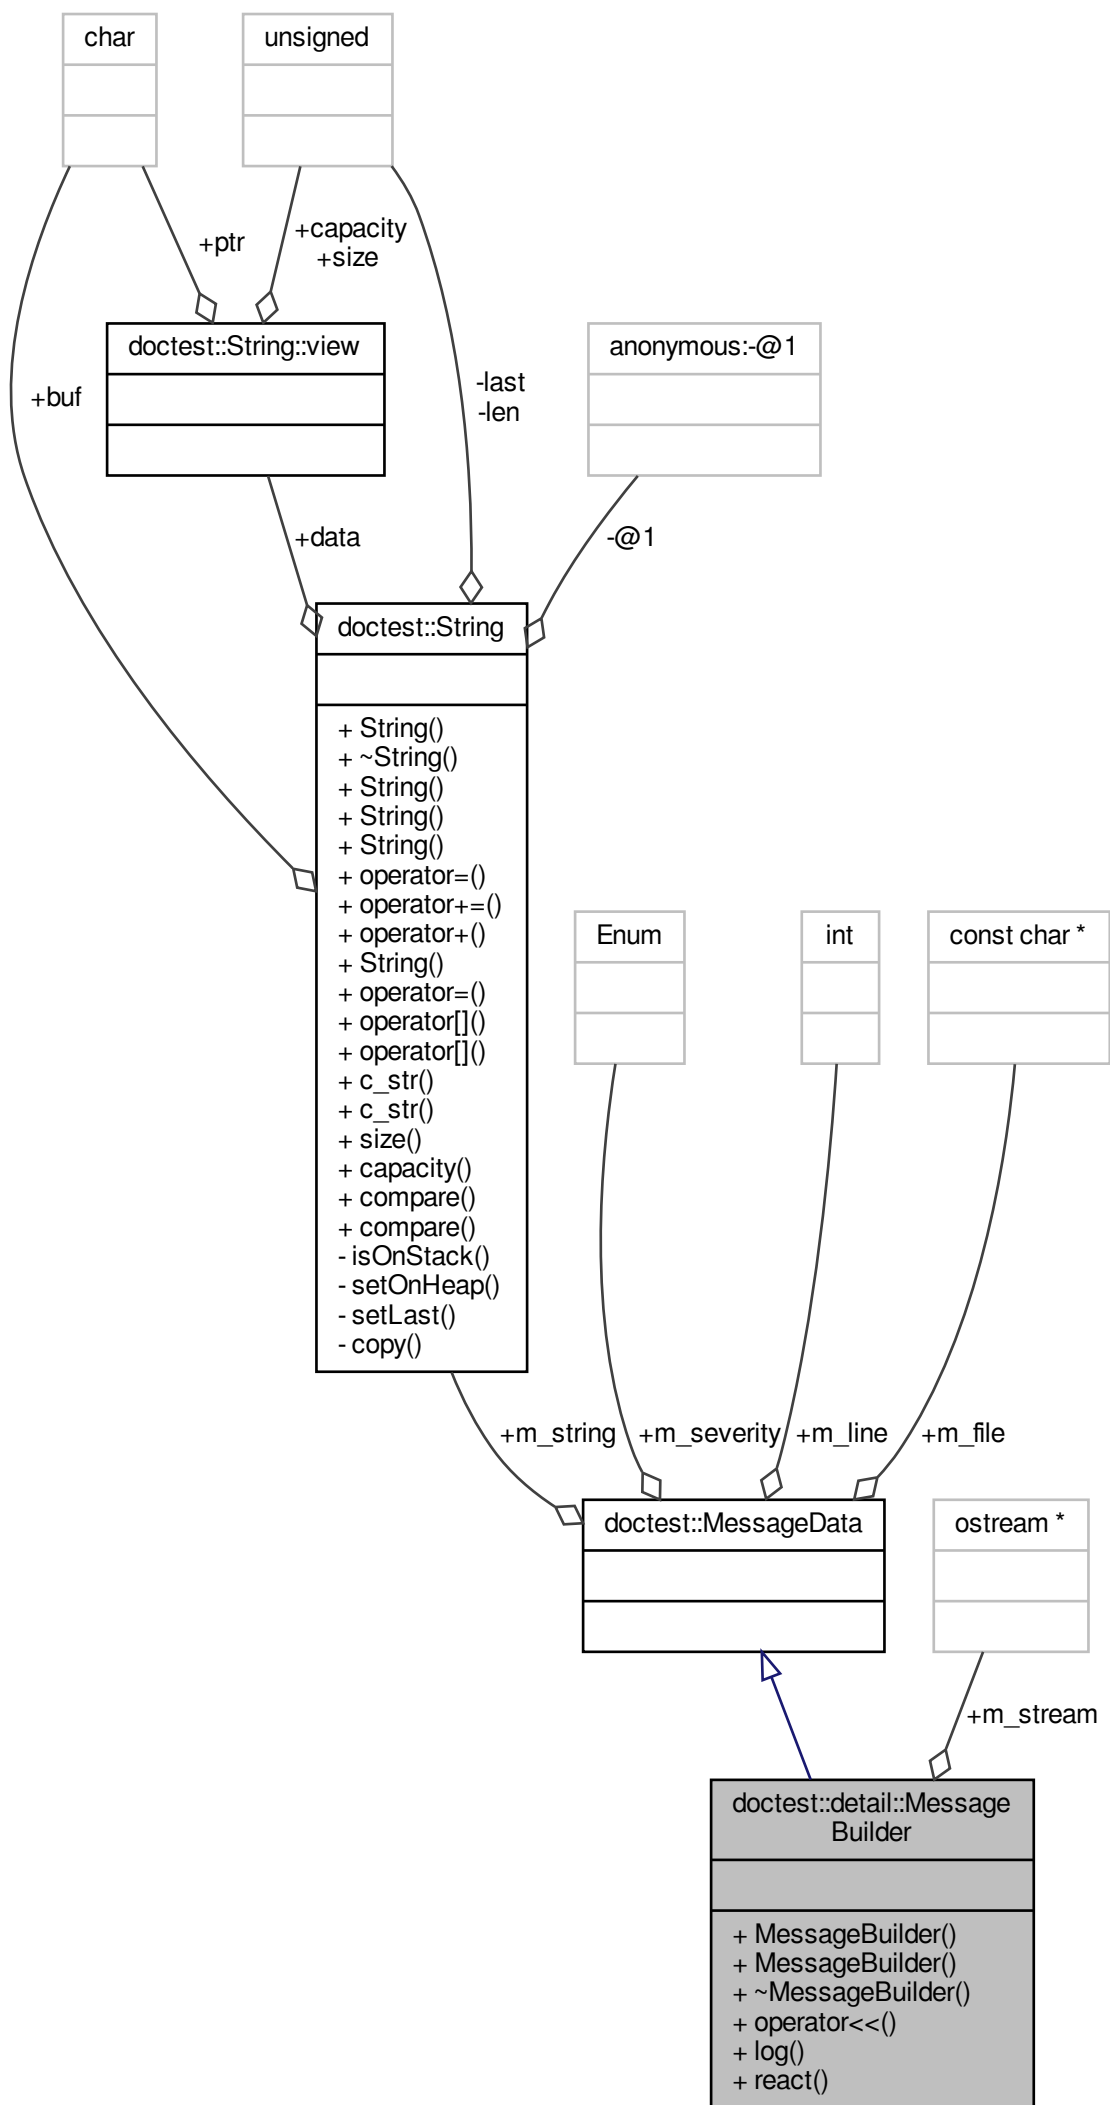 char
unsigned
+ptr
+capacity
+size
doctest::String::view
anonymous:-@1
+buf
-last
-len
+data
-@1
doctest::String
+ String()
+ ~String()
+ String()
+ String()
+ String()
+ operator=()
+ operator+=()
+ operator+()
+ String()
+ operator=()
+ operator[]()
+ operator[]()
+ c_str()
+ c_str()
+ size()
+ capacity()
+ compare()
+ compare()
- isOnStack()
- setOnHeap()
- setLast()
- copy()
Enum
int
const char *
+m_string
+m_severity
+m_line
+m_file
doctest::MessageData
ostream *
+m_stream
doctest::detail::Message
Builder
+ MessageBuilder()
+ MessageBuilder()
+ ~MessageBuilder()
+ operator<<()
+ log()
+ react()